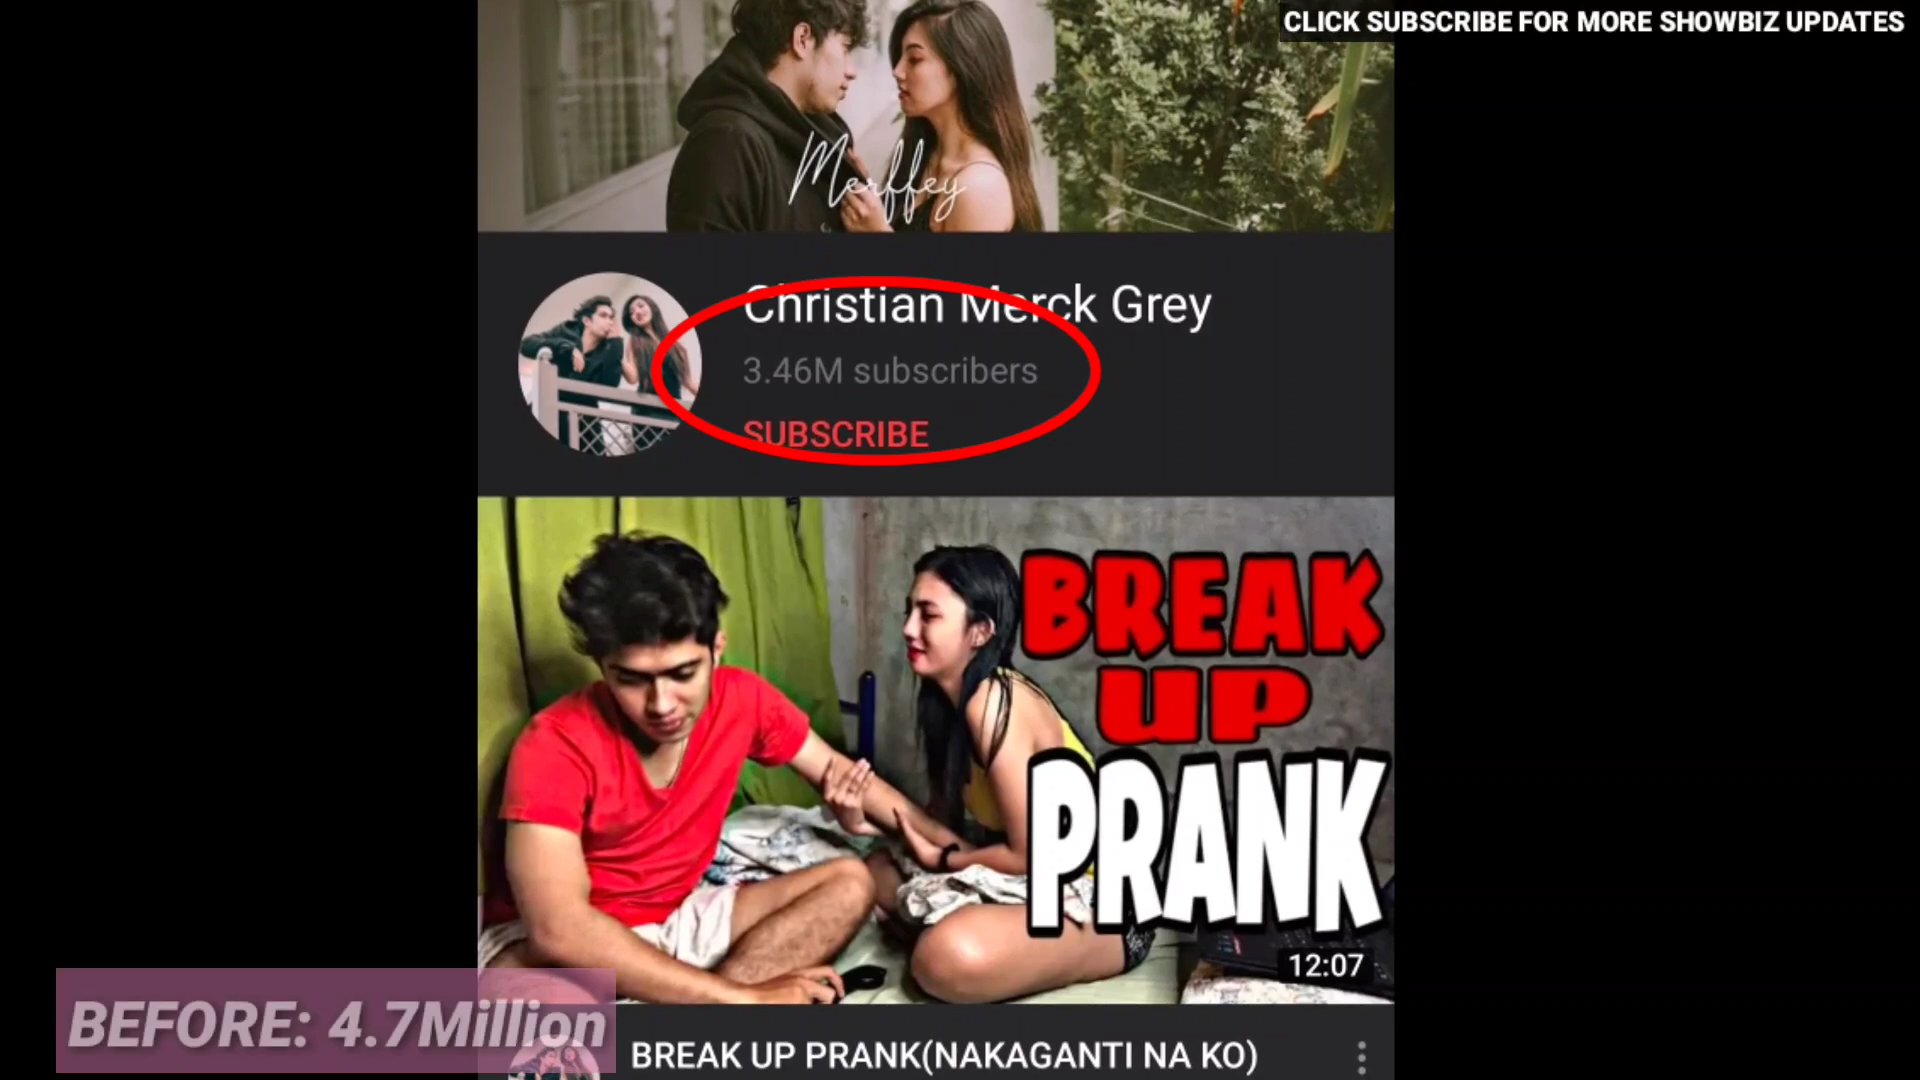 CLICK SUBSCRIBE FOR MORE SHOWBIZ UPDATES
Merffey
Christian Merck Grey
3.46M subscribers
SUBSCRIBE
BREAK
UP
PRANK
12:07
BEFORE: 4.7Million
BREAK UP PRANK(NAKAGANTI NA KO)